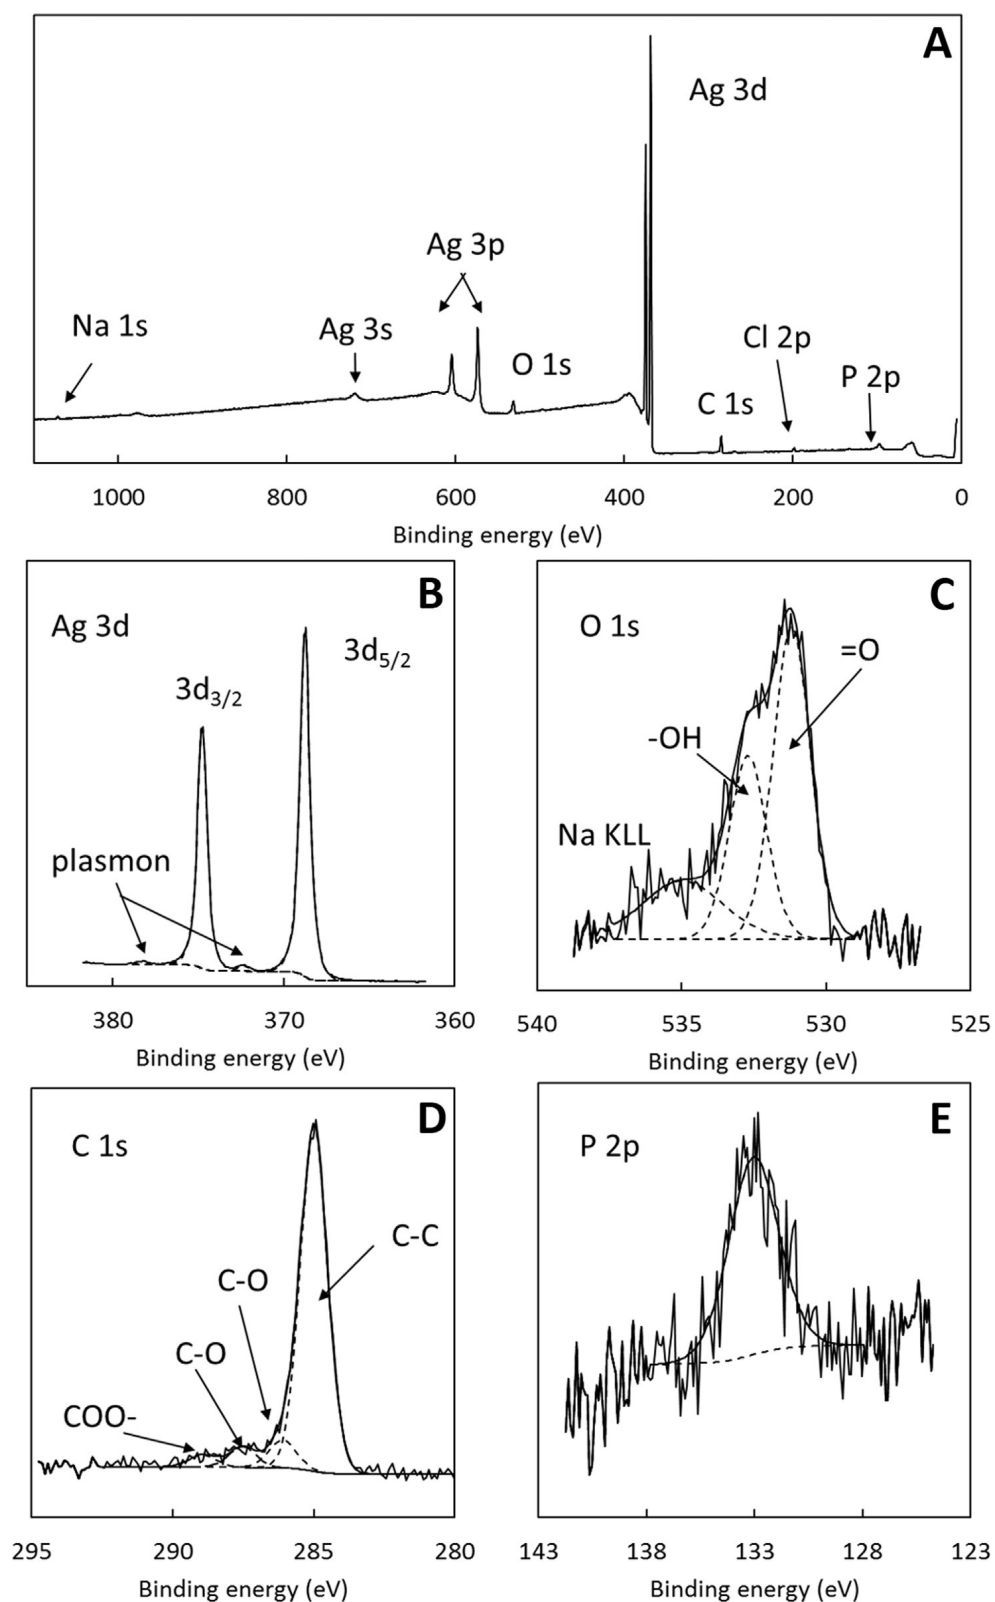 A
Ag 3d
Ag 3p
Na 1s
Ag 3s
O 1s
Cl 2p
P 2p
C 1s
1000 800 600 400 200 0
Binding energy (eV)
B
Ag 3d
3d5/2
3d3/2
plasmon
380 370 360
Binding energy (eV)
C
O 1s
=O
-OH
Na KLL
540 535 530 525
Binding energy (eV)
D
C 1s
C-C
C-O
C-O
COO-
295 290 285 280
Binding energy (eV)
E
P 2p
143 138 133 128 123
Binding energy (eV)